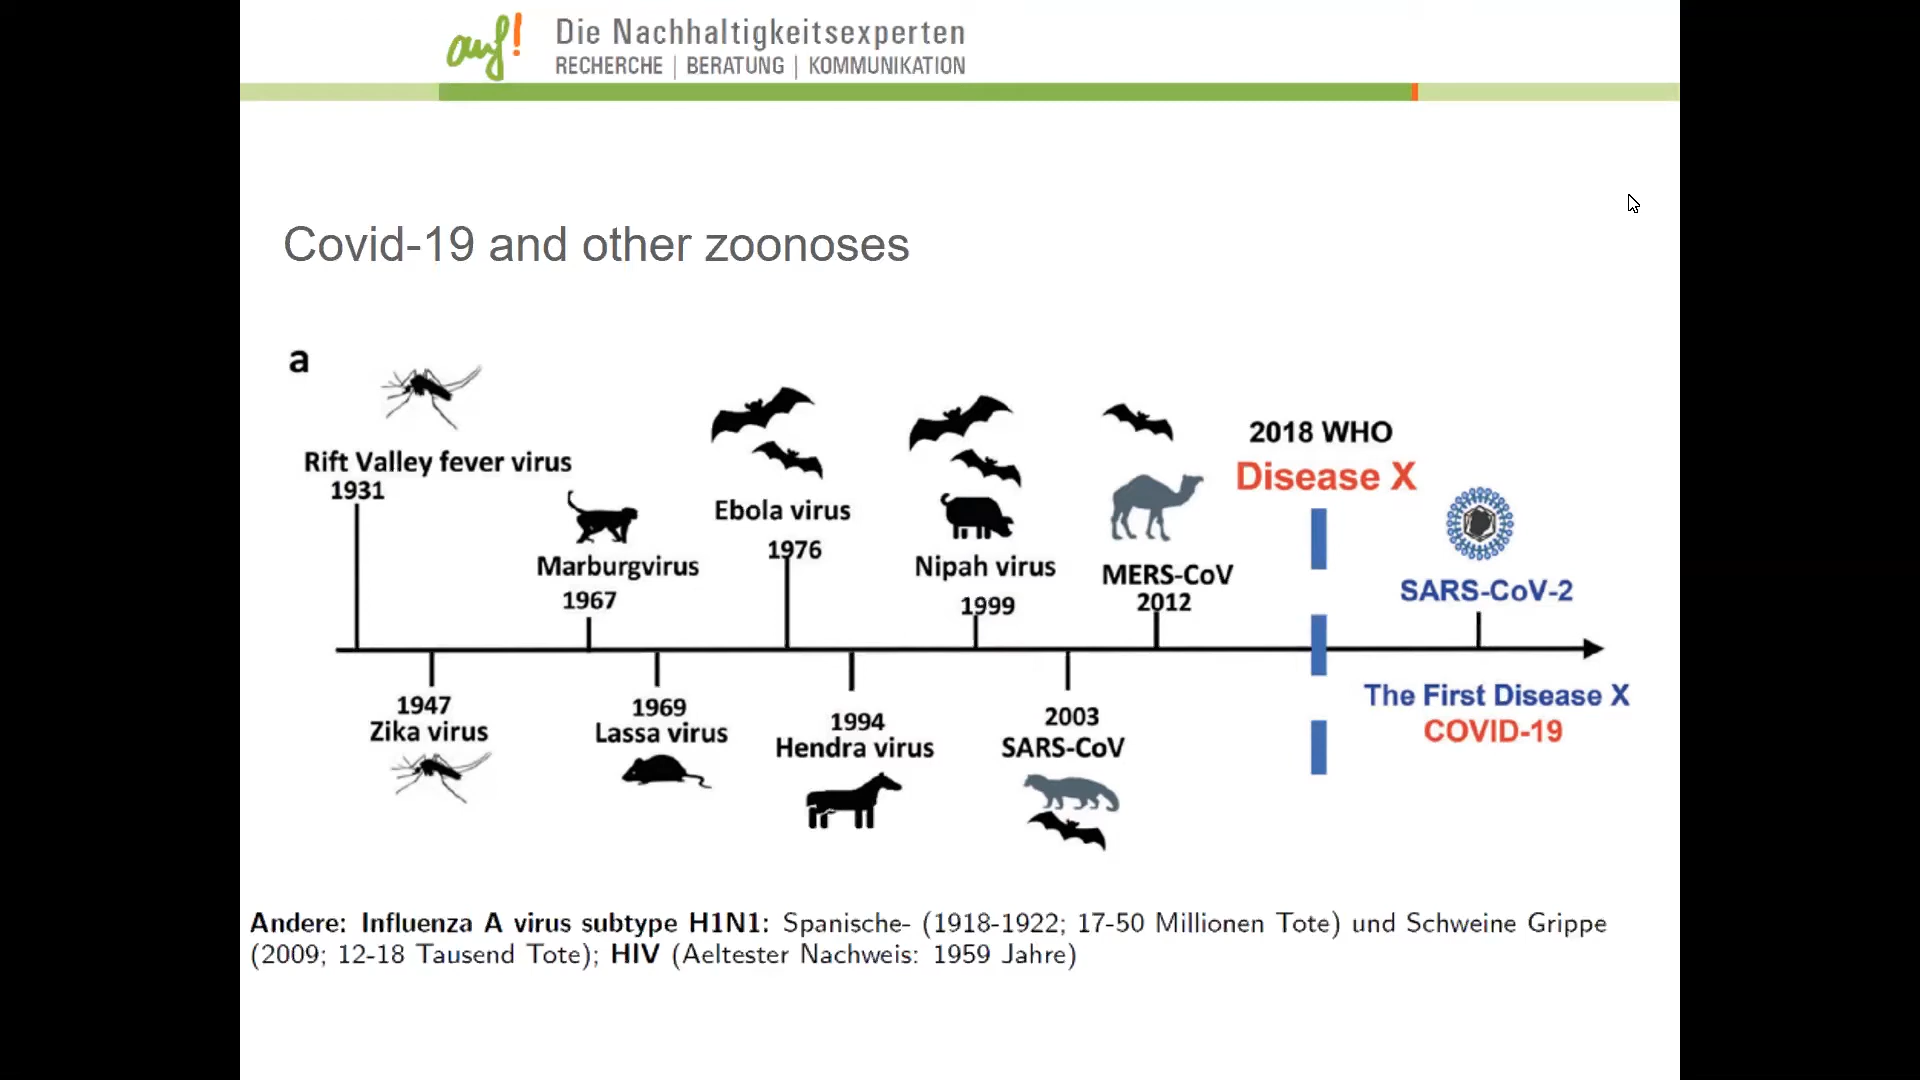 auf!
Die Nachhaltigkeitsexperten
RECHERCHE | BERATUNG | KOMMUNIKATION
Covid-19 and other zoonoses
a
Rift Valley fever virus
1931
Marburgvirus
1967
Ebola virus
1976
Nipah virus
1999
MERS-CoV
2012
2018 WHO
Disease X
SARS-CoV-2
1947
Zika virus
1969
Lassa virus
1994
Hendra virus
2003
SARS-CoV
The First Disease X
COVID-19
Andere: Influenza A virus subtype H1N1: Spanische- (1918-1922; 17-50 Millionen Tote) und Schweine Grippe
(2009; 12-18 Tausend Tote); HIV (Aeltester Nachweis: 1959 Jahre)